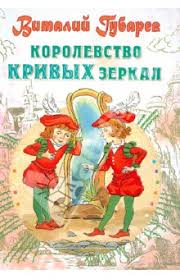 Виталий Губарев
КОРОЛЕВСТВО
КРИВЫХ ЗЕРКАЛ